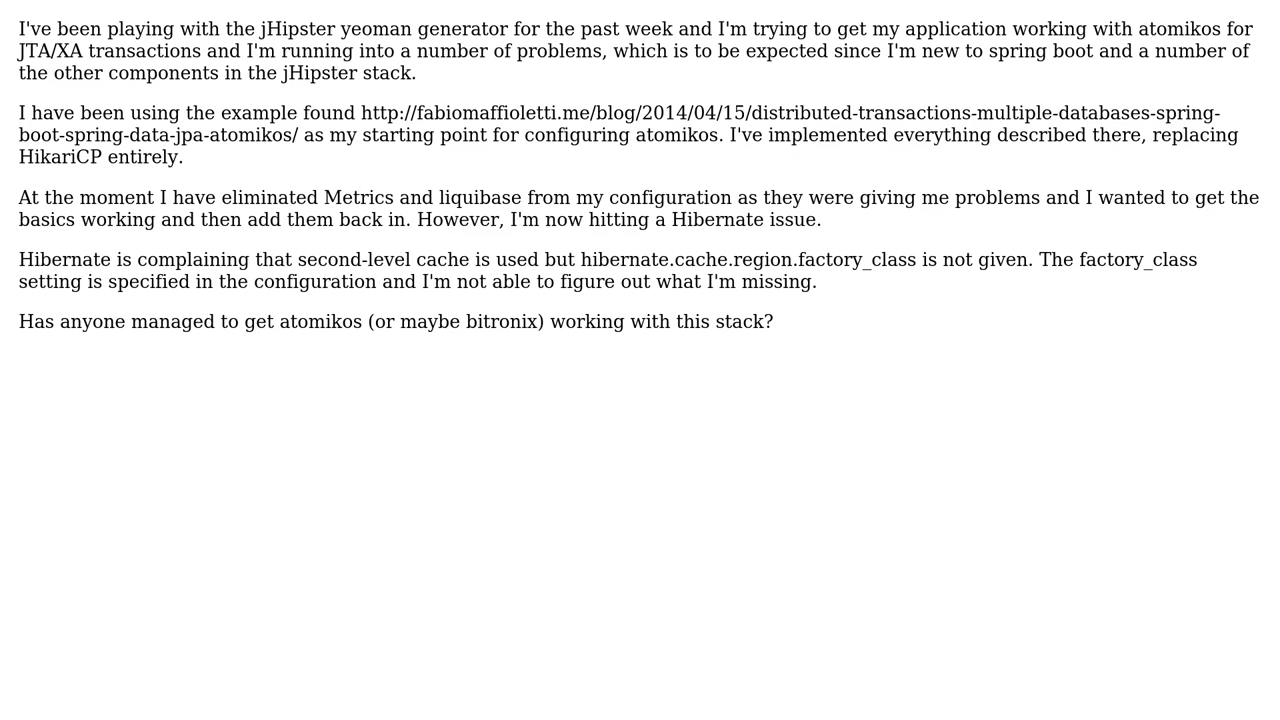 I've been playing with the jHipster yeoman generator for the past week and I'm trying to get my application working with atomikos for
JTA/XA transactions and I'm running into a number of problems, which is to be expected since I'm new to spring boot and a number of
the other components in the jHipster stack.
I have been using the example found http://fabiomaffioletti.me/blog/2014/04/15/distributed-transactions-multiple-databases-spring-
boot-spring-data-jpa-atomikos/ as my starting point for configuring atomikos. I've implemented everything described there, replacing
HikariCP entirely.
At the moment I have eliminated Metrics and liquibase from my configuration as they were giving me problems and I wanted to get the
basics working and then add them back in. However, I'm now hitting a Hibernate issue.
Hibernate is complaining that second-level cache is used but hibernate.cache.region.factory_class is not given. The factory_class
setting is specified in the configuration and I'm not able to figure out what I'm missing.
Has anyone managed to get atomikos (or maybe bitronix) working with this stack?